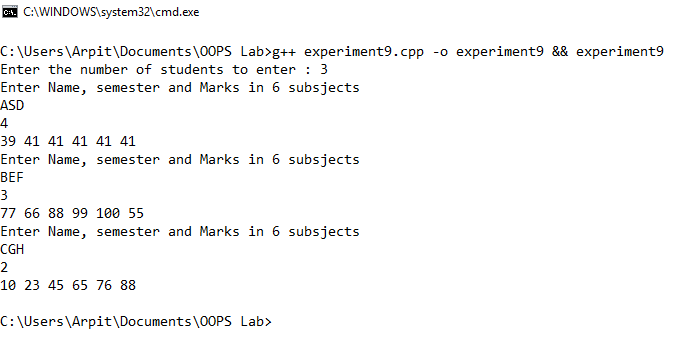 C:\WINDOWS\system32\cmd.exe
C:\Users\Arpit\Documents\OOPS Lab>g++ experiment9.cpp -o experiment9 && experiment9
Enter the number of students to enter : 3
Enter Name, semester and Marks in 6 subsjects
ASD
4
39 41 41 41 41 41
Enter Name, semester and Marks in 6 subsjects
BEF
3
77 66 88 99 100 55
Enter Name, semester and Marks in 6 subsjects
CGH
2
10 23 45 65 76 88
C:\Users\Arpit\Documents\OOPS Lab>